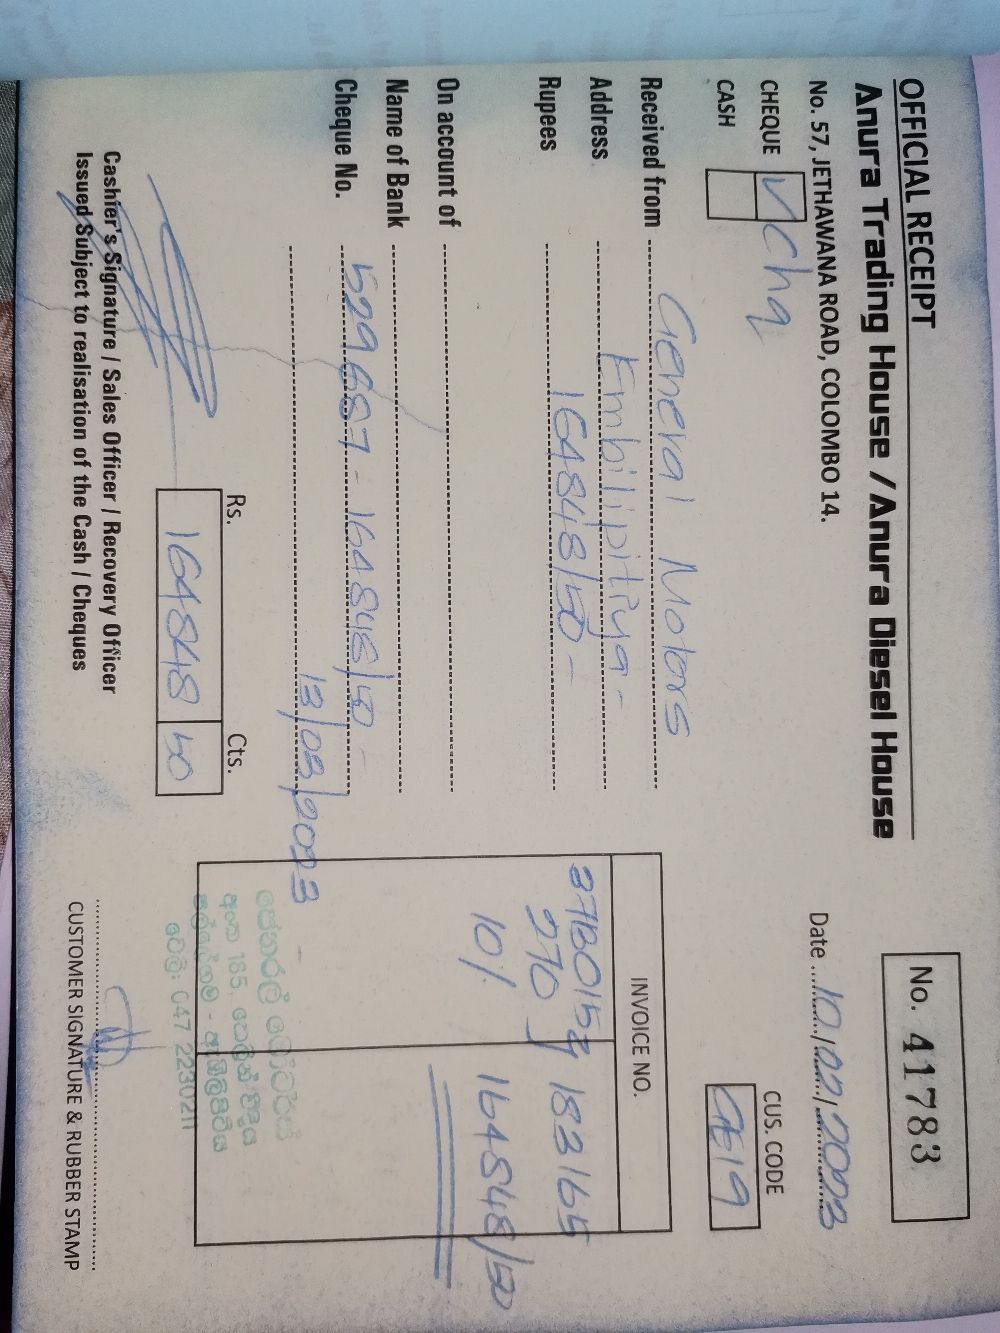 OFFICIAL RECEIPT
Anura Trading House / Anura Diesel House
No. 57, JETHAWANA ROAD, COLOMBO 14.
No. 41783
Date 10/02/2023
CHEQUE ✓ chq
CASH
CUS. CODE
GE19
Received from General Motors
Address Embilipitiya -
Rupees 164848/50 -
On account of
Name of Bank
Cheque No. 529687 - 164848/50 -
13/03/2023
INVOICE NO.
183165
270
10% 164848/50
Rs. Cts.
164848 50
047 2230211
Cashier's Signature / Sales Officer / Recovery Officer
Issued Subject to realisation of the Cash / Cheques
CUSTOMER SIGNATURE & RUBBER STAMP